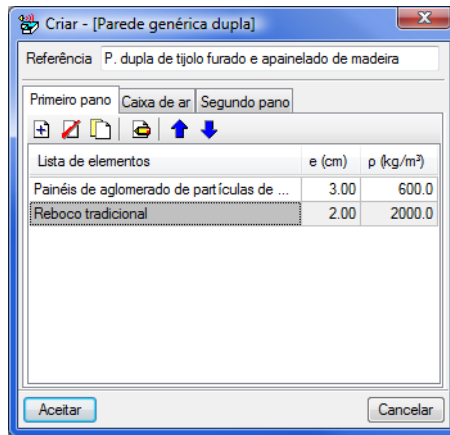 Criar - [Parede genérica dupla]
Referência P. dupla de tijolo furado e apainelado de madeira
Primeiro pano Caixa de ar Segundo pano
Lista de elementos e (cm) ρ (kg/m³)
Painéis de aglomerado de partículas de ... 3.00 600.0
Reboco tradicional 2.00 2000.0
Aceitar Cancelar